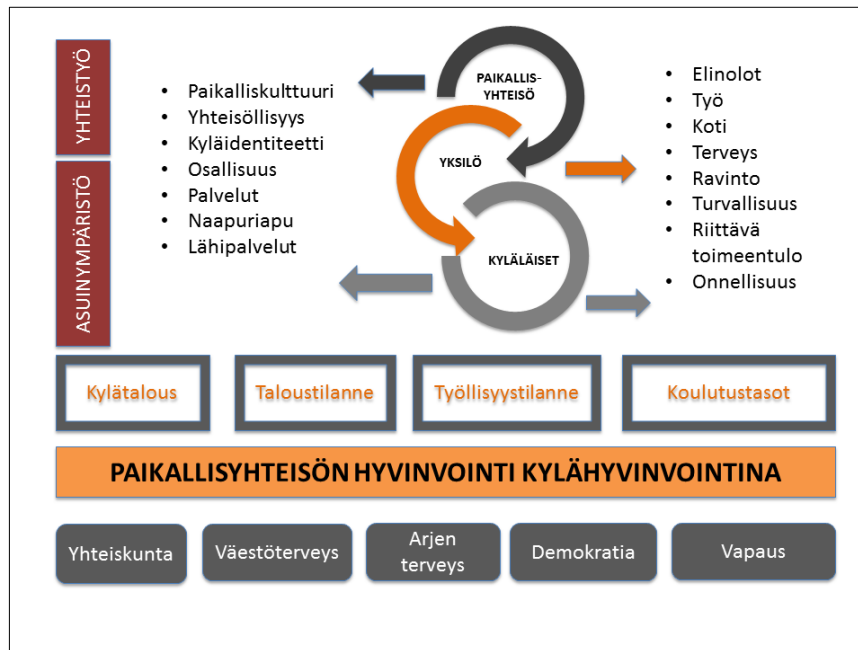 YHTEISTYÖ
ASUINYMPÄRISTÖ
• Paikalliskulttuuri
• Yhteisöllisyys
• Kyläidentiteetti
• Osallisuus
• Palvelut
• Naapuriapu
• Lähipalvelut
PAIKALLIS-
YHTEISÖ
YKSILÖ
KYLÄLÄISET
• Elinolot
• Työ
• Koti
• Terveys
• Ravinto
• Turvallisuus
• Riittävä
toimeentulo
• Onnellisuus
Kylätalous
Taloustilanne
Työllisyystilanne
Koulutustasot
PAIKALLISYHTEISÖN HYVINVOINTI KYLÄHYVINVOINTINA
Yhteiskunta
Väestöterveys
Arjen
terveys
Demokratia
Vapaus